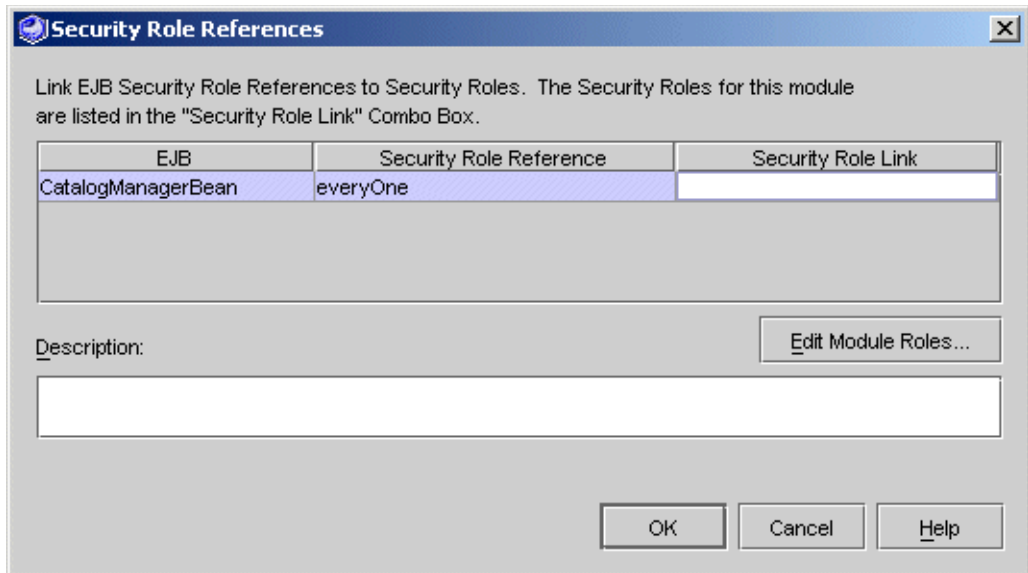 Security Role References
Link EJB Security Role References to Security Roles. The Security Roles for this module
are listed in the "Security Role Link" Combo Box.
EJB Security Role Reference Security Role Link
CatalogManagerBean everyOne
Edit Module Roles...
Description:
OK Cancel Help